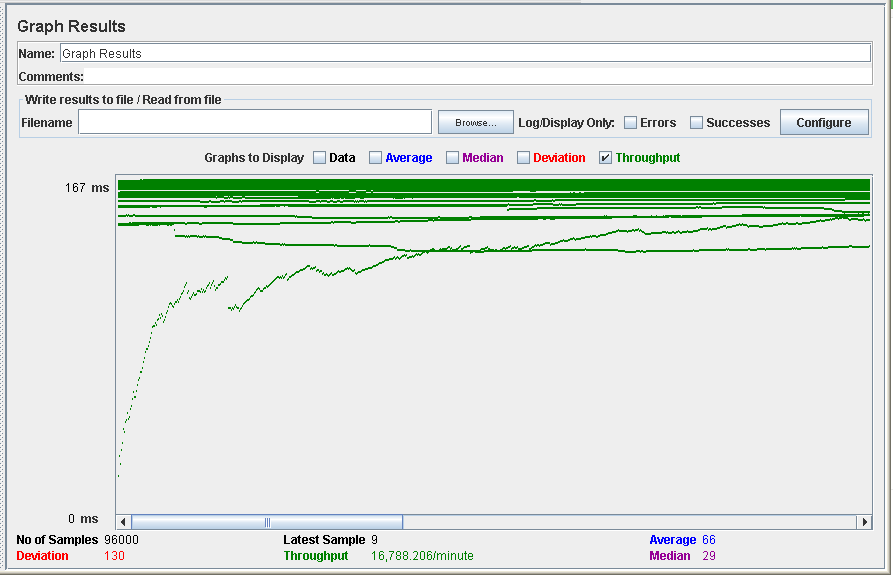 Graph Results
Name: Graph Results
Comments:
Write results to file / Read from file
Filename Browse... Log/Display Only: Errors Successes Configure
Graphs to Display Data Average Median Deviation Throughput
167 ms
0 ms
No of Samples 96000 Latest Sample 9 Average 66
Deviation 130 Throughput 16,788.206/minute Median 29